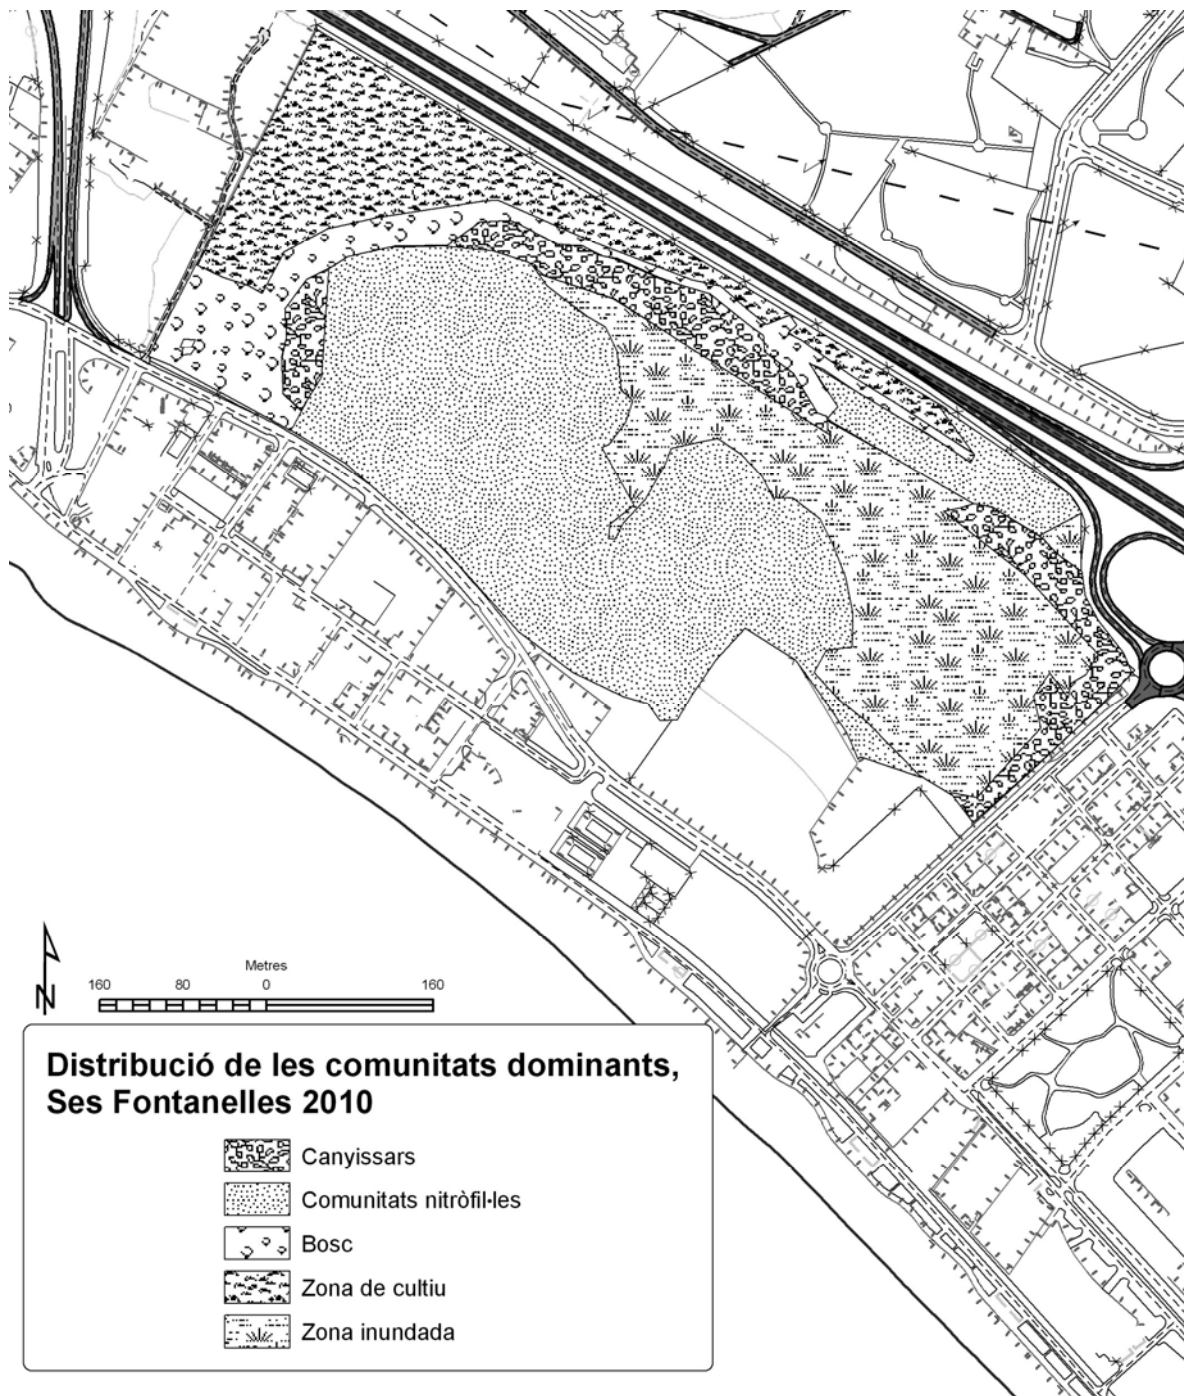 Metres
160 80 0 160
N
Distribució de les comunitats dominants,
Ses Fontanelles 2010
Canyissars
Comunitats nitròfil·les
Bosc
Zona de cultiu
Zona inundada